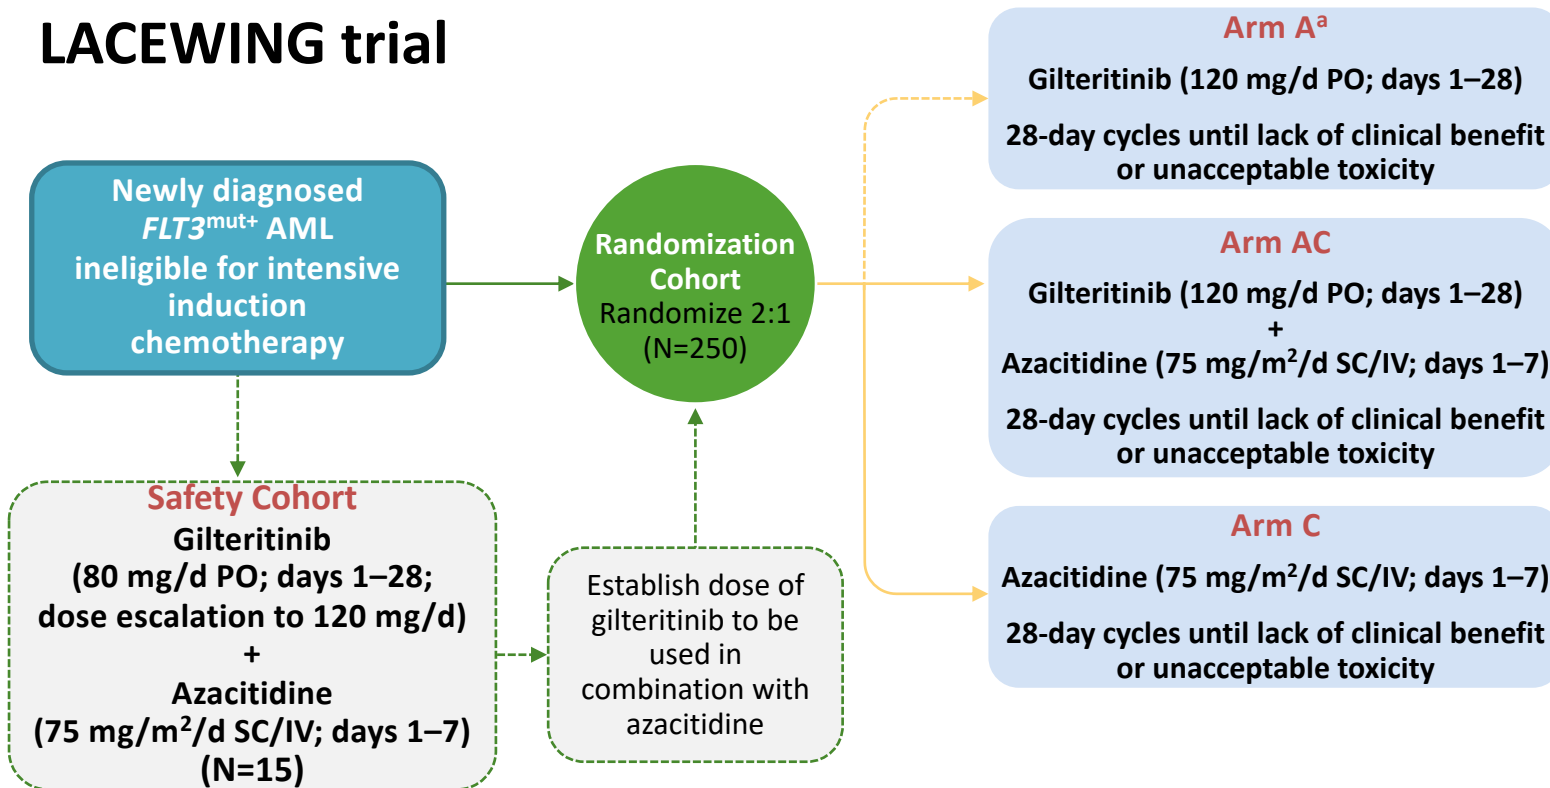 LACEWING trial
Newly diagnosed
FLT3mut+ AML
ineligible for intensive
induction
chemotherapy
Safety Cohort
Gilteritinib
(80 mg/d PO; days 1–28;
dose escalation to 120 mg/d)
+
Azacitidine
(75 mg/m²/d SC/IV; days 1–7)
(N=15)
Establish dose of
gilteritinib to be
used in
combination with
azacitidine
Randomization
Cohort
Randomize 2:1
(N=250)
Arm Aᵃ
Gilteritinib (120 mg/d PO; days 1–28)
28-day cycles until lack of clinical benefit
or unacceptable toxicity
Arm AC
Gilteritinib (120 mg/d PO; days 1–28)
+
Azacitidine (75 mg/m²/d SC/IV; days 1–7)
28-day cycles until lack of clinical benefit
or unacceptable toxicity
Arm C
Azacitidine (75 mg/m²/d SC/IV; days 1–7)
28-day cycles until lack of clinical benefit
or unacceptable toxicity